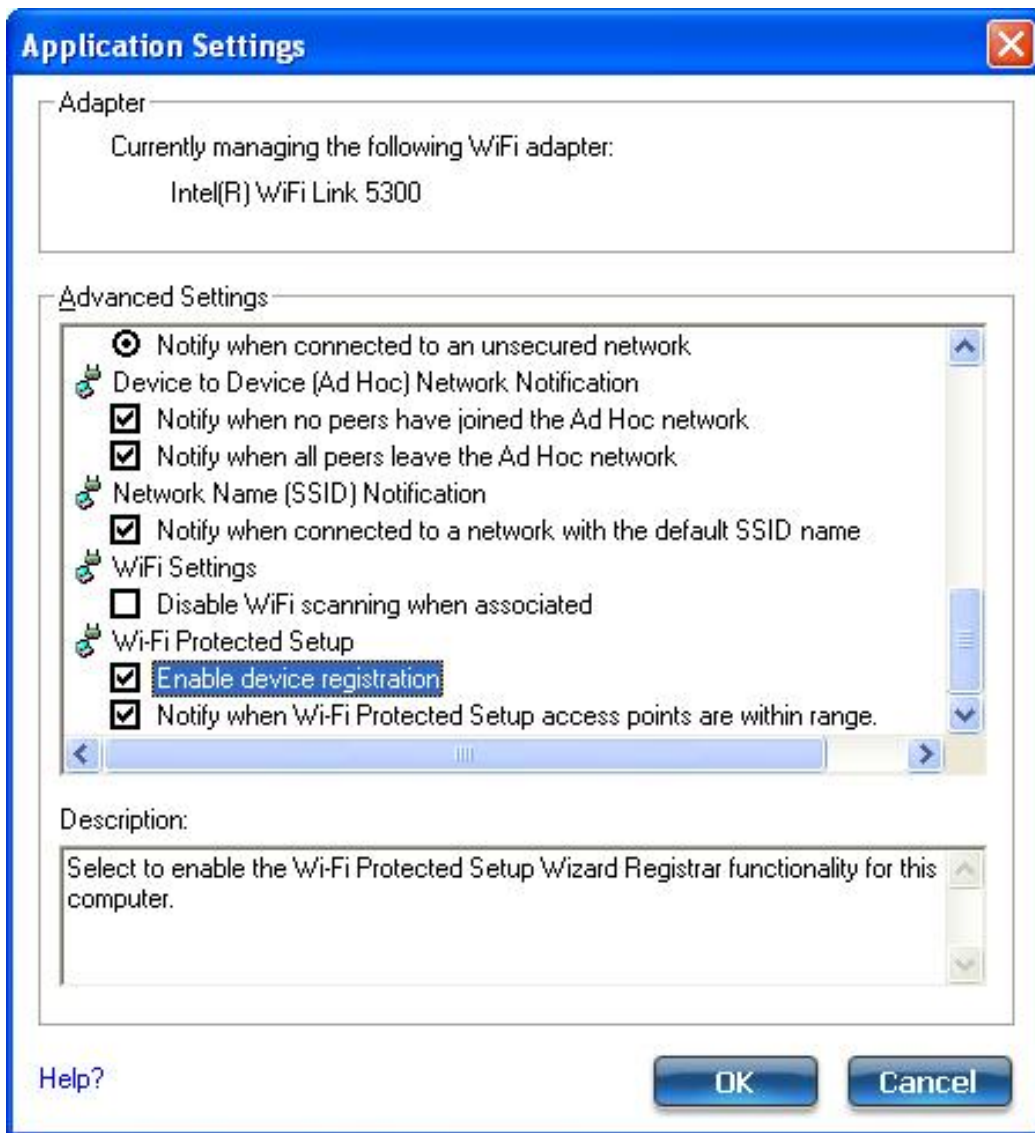 Application Settings
Adapter
Currently managing the following WiFi adapter:
Intel(R) WiFi Link 5300
Advanced Settings
Notify when connected to an unsecured network
Device to Device (Ad Hoc) Network Notification
Notify when no peers have joined the Ad Hoc network
Notify when all peers leave the Ad Hoc network
Network Name (SSID) Notification
Notify when connected to a network with the default SSID name
WiFi Settings
Disable WiFi scanning when associated
Wi-Fi Protected Setup
Enable device registration
Notify when Wi-Fi Protected Setup access points are within range.
Description:
Select to enable the Wi-Fi Protected Setup Wizard Registrar functionality for this
computer.
Help?
OK
Cancel